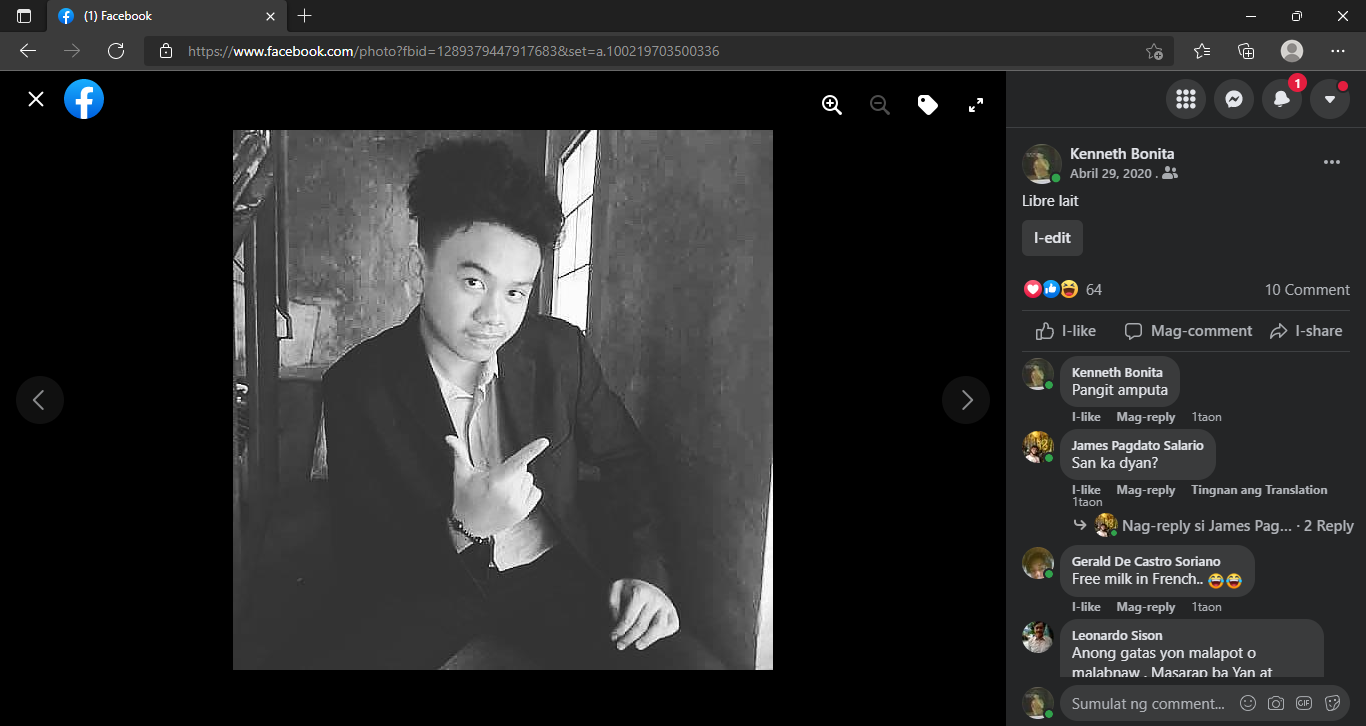 (1) Facebook
https://www.facebook.com/photo?fbid=1289379447917683&set=a.100219703500336
1
Kenneth Bonita
Abril 29, 2020 .
Libre lait
I-edit
64
10 Comment
I-like
Mag-comment
I-share
Kenneth Bonita
Pangit amputa
I-like Mag-reply 1taon
James Pagdato Salario
San ka dyan?
I-like Mag-reply Tingnan ang Translation
1taon
Nag-reply si James Pag... · 2 Reply
Gerald De Castro Soriano
Free milk in French.. 😂😂
I-like Mag-reply 1taon
Leonardo Sison
Anong gatas yon malapot o
malabnaw . Masarap ba Yan at
Sumulat ng comment...
GIF